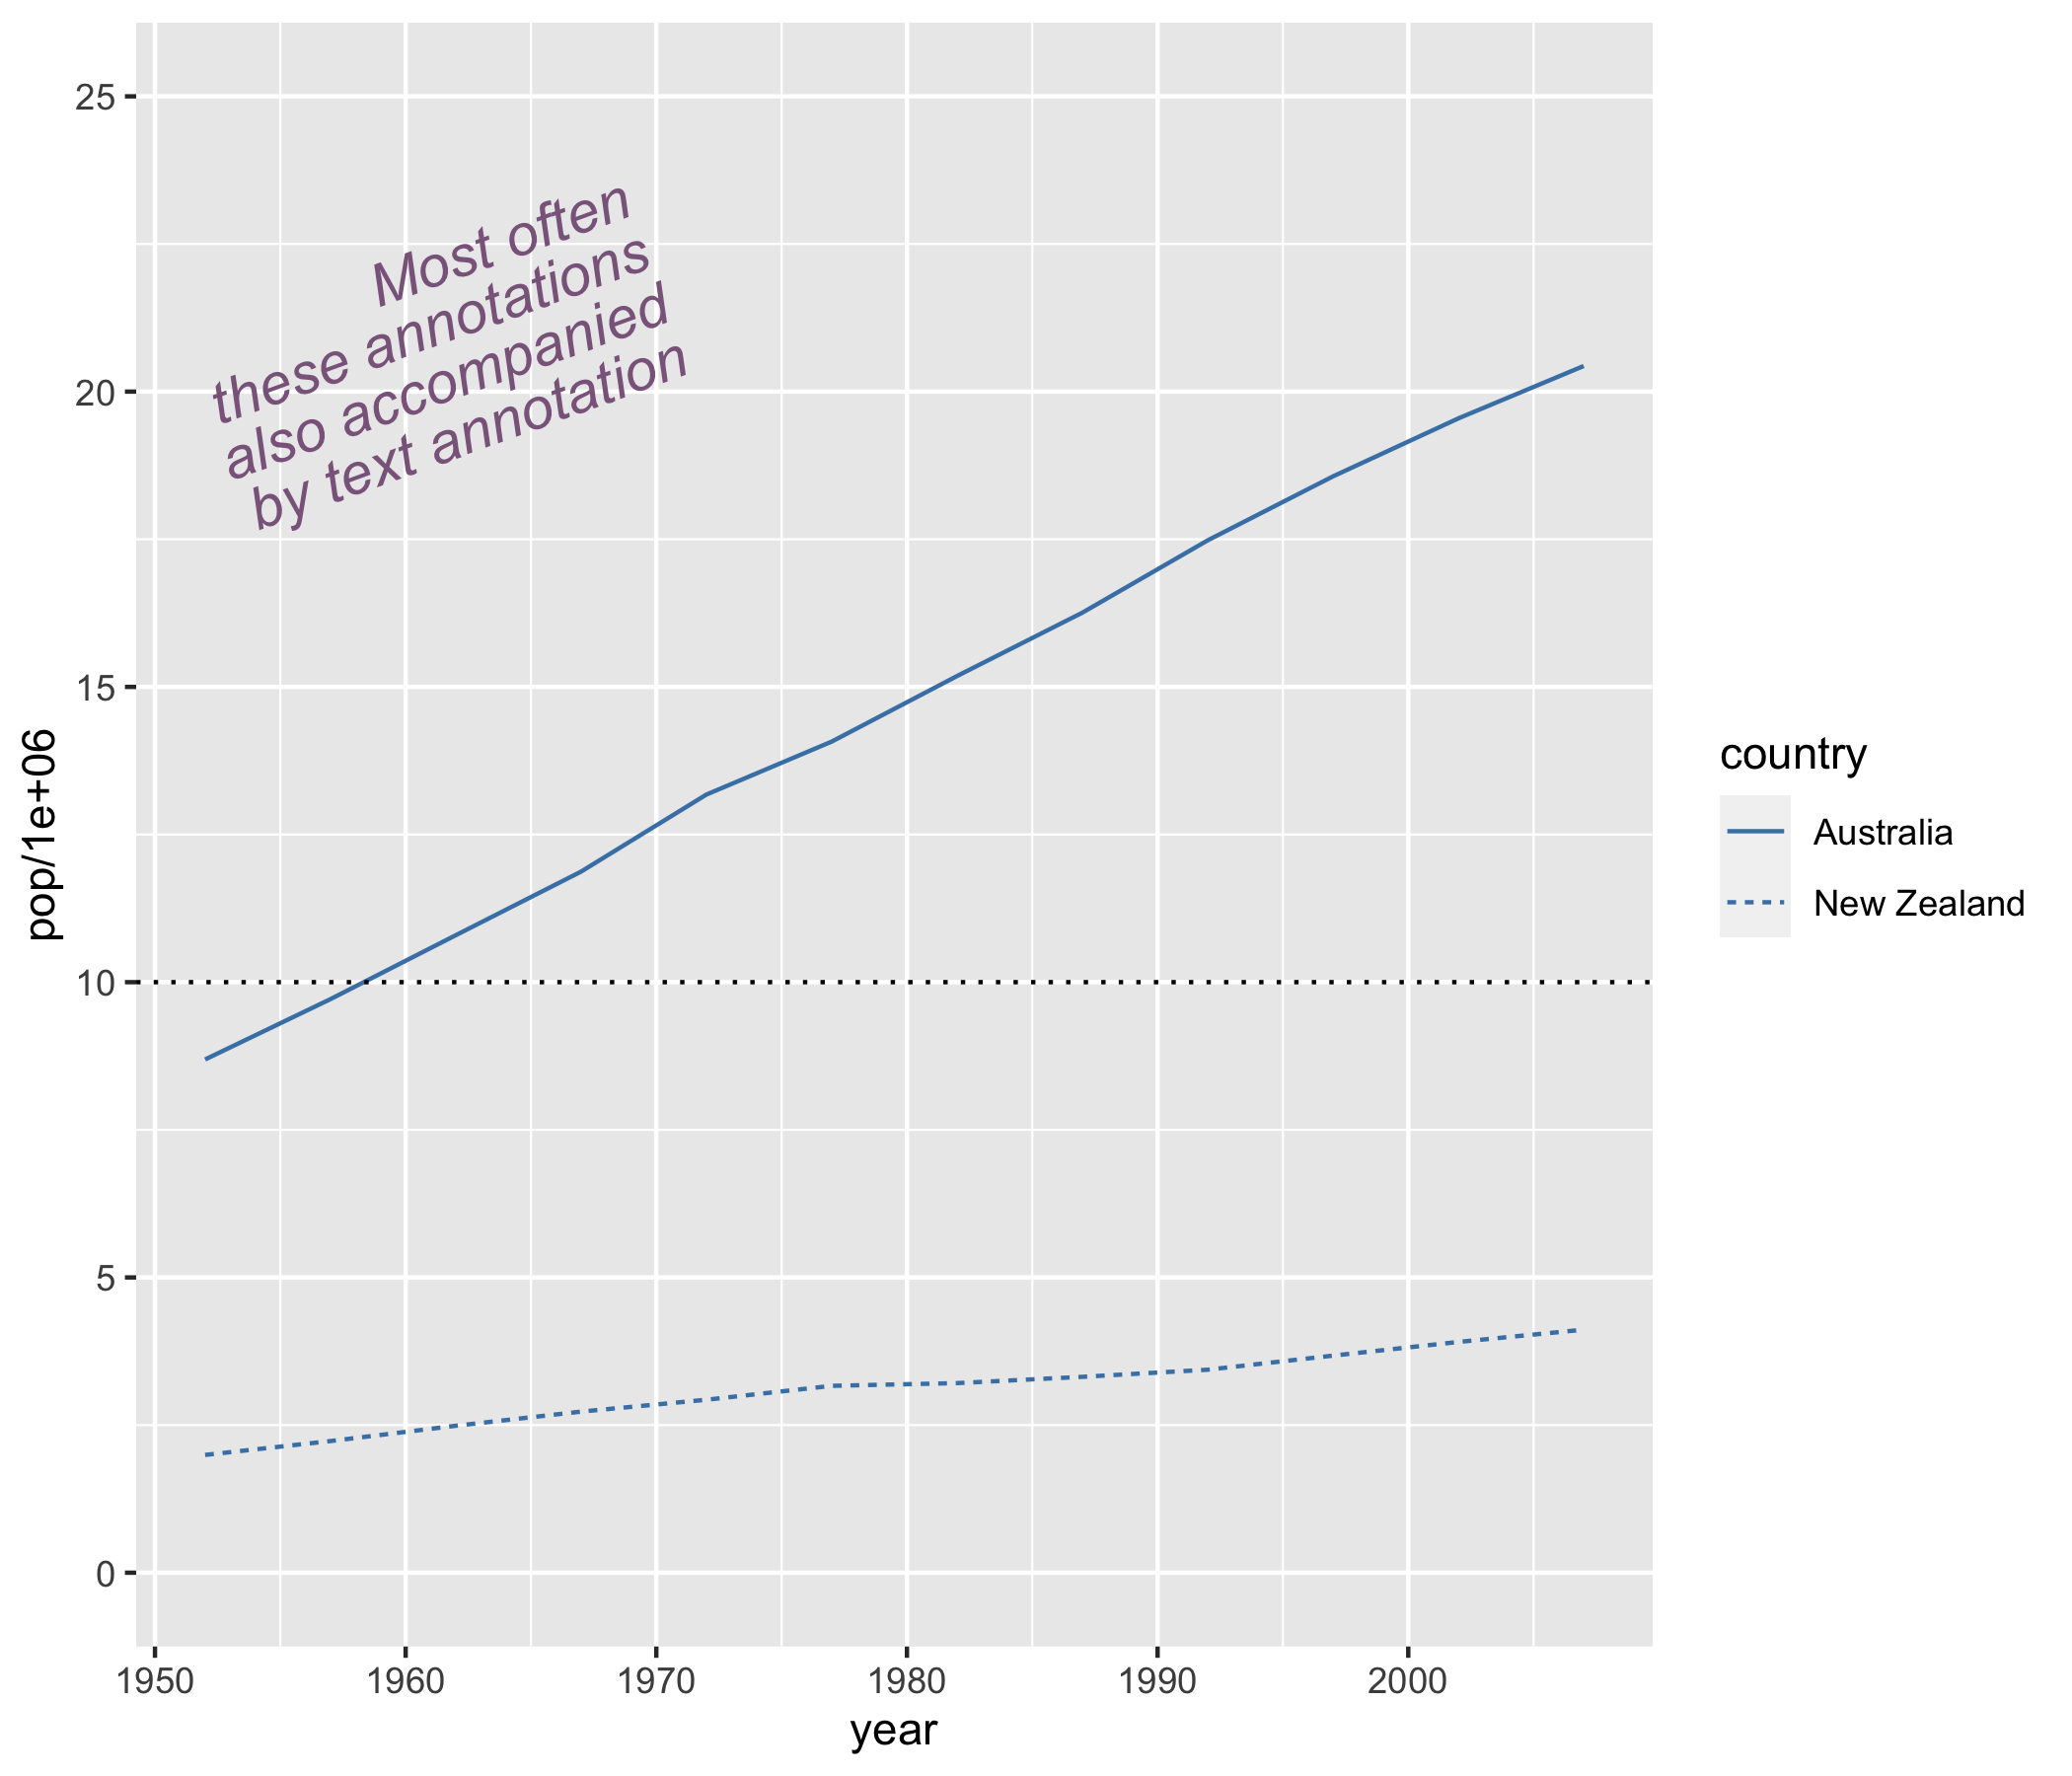 25
20
15
10
5
0
pop/1e+06
Most often
these annotations
also accompanied
by text annotation
1950 1960 1970 1980 1990 2000
year
country
Australia
New Zealand